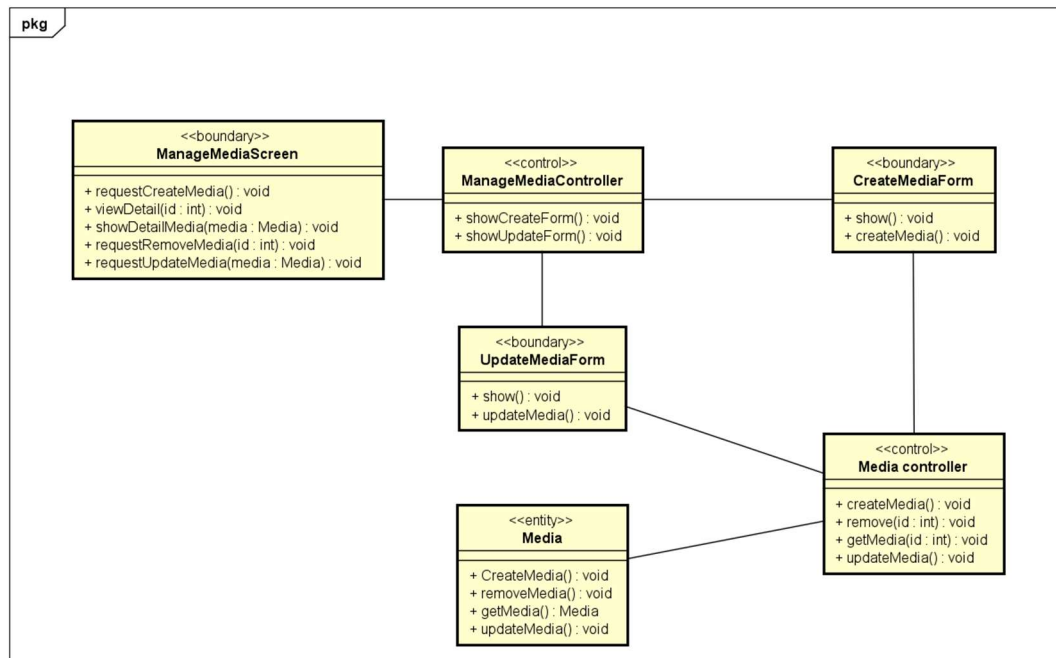 pkg
<<boundary>>
ManageMediaScreen
+ requestCreateMedia() : void
+ viewDetail(id : int) : void
+ showDetailMedia(media : Media) : void
+ requestRemoveMedia(id : int) : void
+ requestUpdateMedia(media : Media) : void
<<control>>
ManageMediaController
+ showCreateForm() : void
+ showUpdateForm() : void
<<boundary>>
CreateMediaForm
+ show() : void
+ createMedia() : void
<<boundary>>
UpdateMediaForm
+ show() : void
+ updateMedia() : void
<<control>>
Media controller
+ createMedia() : void
+ remove(id : int) : void
+ getMedia(id : int) : void
+ updateMedia() : void
<<entity>>
Media
+ CreateMedia() : void
+ removeMedia() : void
+ getMedia() : Media
+ updateMedia() : void